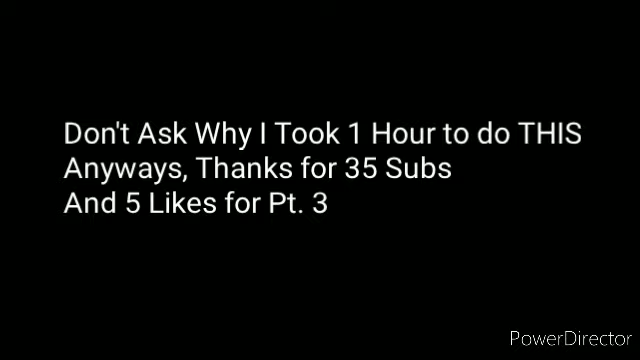 Don't Ask Why I Took 1 Hour to do THIS
Anyways, Thanks for 35 Subs
And 5 Likes for Pt. 3
PowerDirector